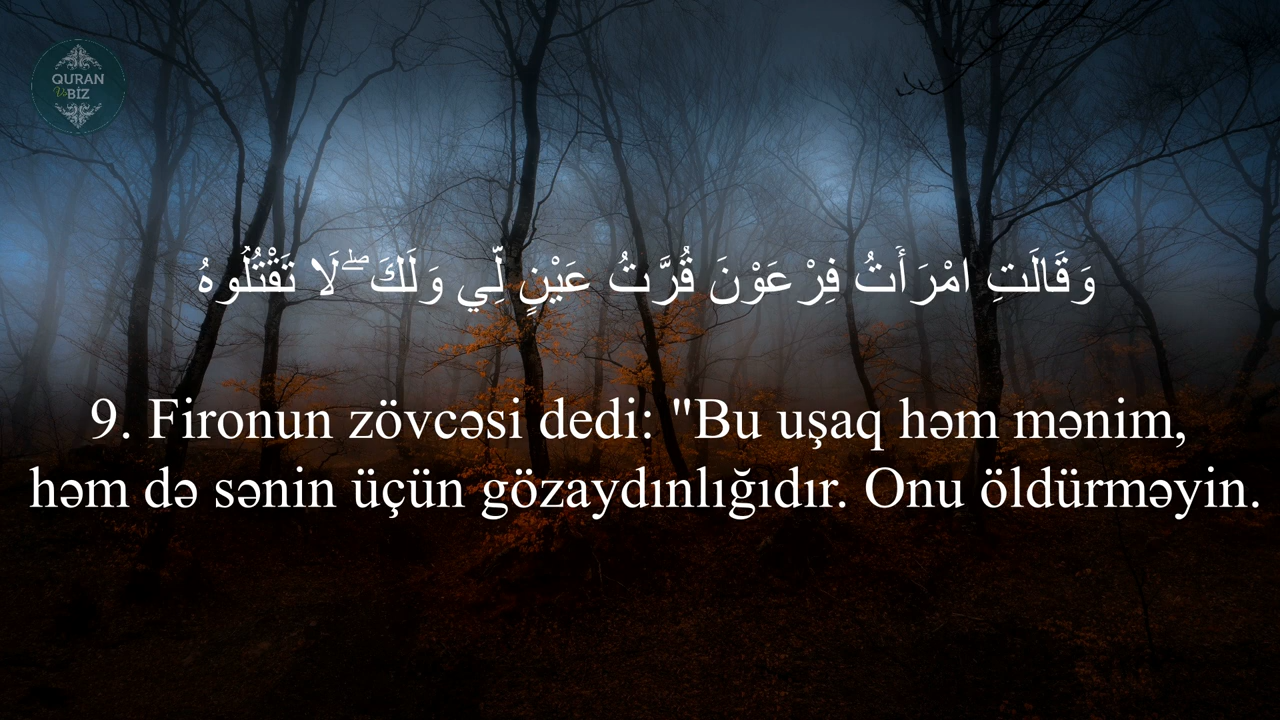 QURAN
Və BİZ
وَقَالَتِ امْرَأَتُ فِرْعَوْنَ قُرَّتُ عَيْنٍ لِّي وَلَكَ ۖ لَا تَقْتُلُوهُ
9. Fironun zövcəsi dedi: "Bu uşaq həm mənim,
həm də sənin üçün gözaydınlığıdır. Onu öldürməyin.